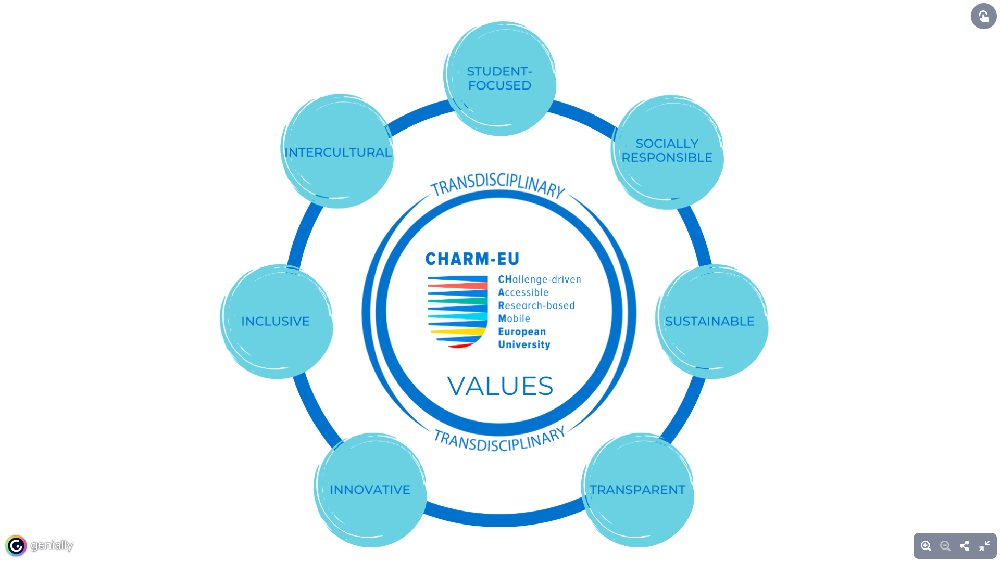 STUDENT-
FOCUSED
INTERCULTURAL
SOCIALLY
RESPONSIBLE
TRANSDISCIPLINARY
CHARM-EU
CHallenge-driven
Accessible
Research-based
Mobile
European
University
INCLUSIVE
SUSTAINABLE
VALUES
TRANSDISCIPLINARY
INNOVATIVE
TRANSPARENT
genially